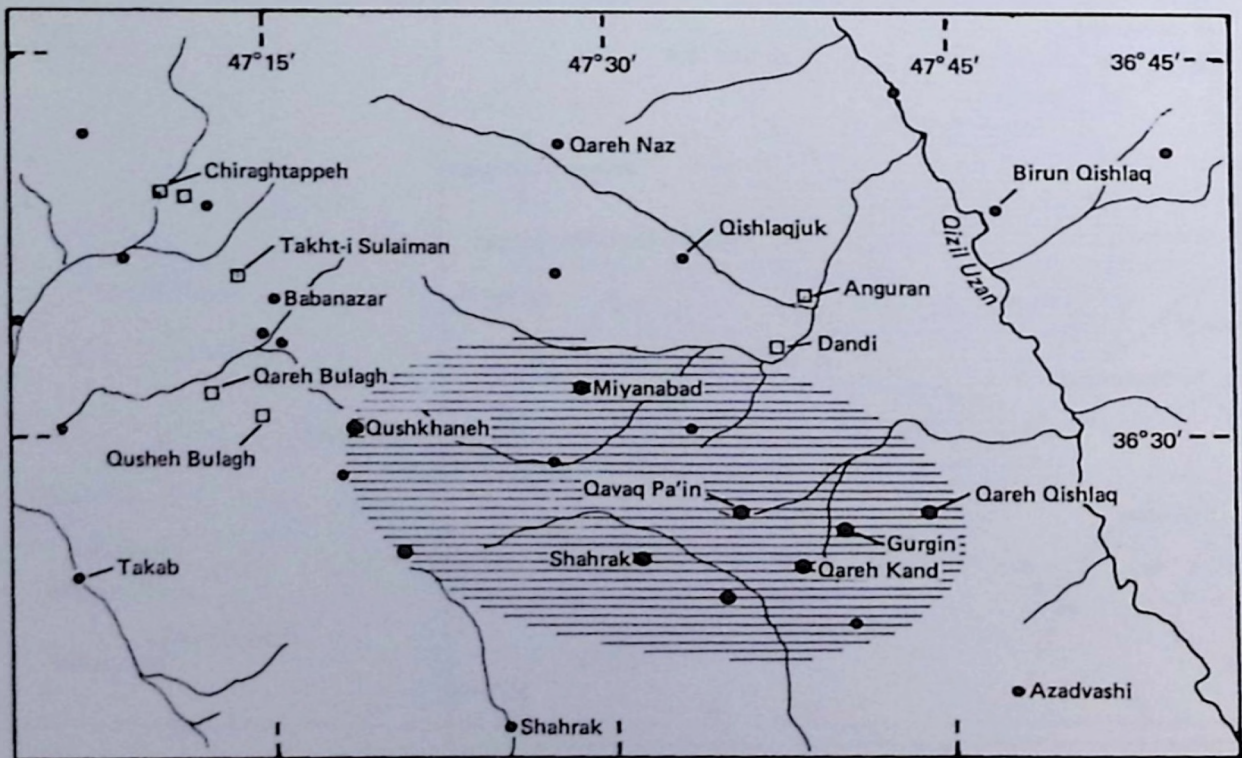 47°15′
47°30′
47°45′
36°45′
Qareh Naz
Chiraghtappeh
Birun Qishlaq
Qishlaqjuk
Takht-i Sulaiman
Qizil Uzan
Anguran
Babanazar
Dandi
Qareh Bulagh
Miyanabad
Qushkhaneh
36°30′
Qusheh Bulagh
Qavaq Pa'in
Qareh Qishlaq
Gurgin
Shahrak
Qareh Kand
Takab
Azadvashi
Shahrak